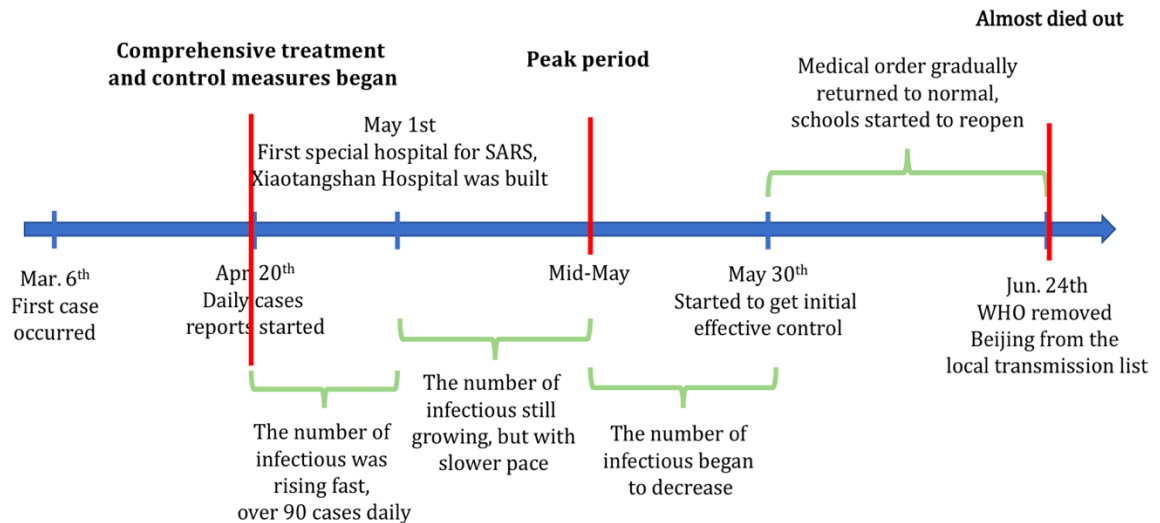 Almost died out
Comprehensive treatment
and control measures began
Peak period
Medical order gradually
returned to normal,
schools started to reopen
May 1st
First special hospital for SARS,
Xiaotangshan Hospital was built
Mar. 6th
First case
occurred
Apr. 20th
Daily cases
reports started
Mid-May
May 30th
Started to get initial
effective control
Jun. 24th
WHO removed
Beijing from the
local transmission list
The number of
infectious was
rising fast,
over 90 cases daily
The number of
infectious still
growing, but with
slower pace
The number of
infectious began
to decrease